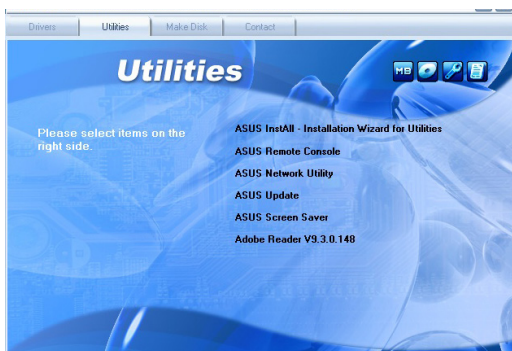 Drivers
Utilities
Make Disk
Contact
Utilities
MB
Please select items on the
right side.
ASUS InstAll - Installation Wizard for Utilities
ASUS Remote Console
ASUS Network Utility
ASUS Update
ASUS Screen Saver
Adobe Reader V9.3.0.148